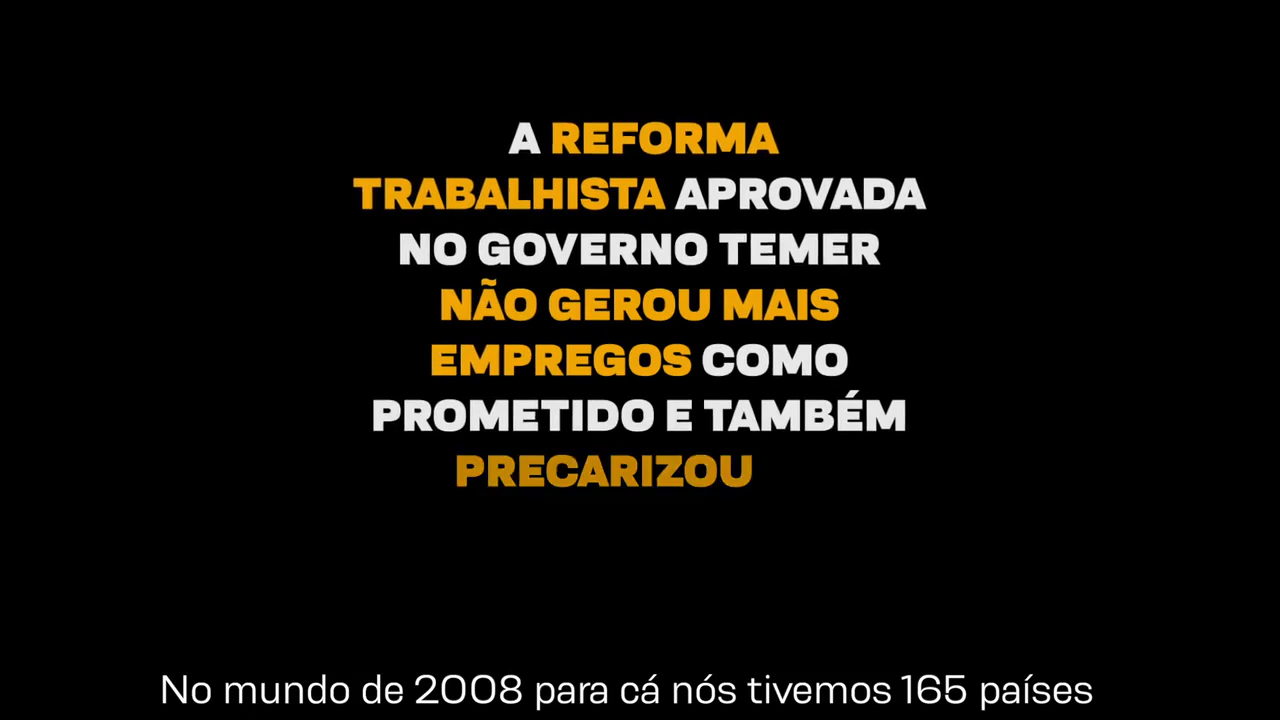 A REFORMA
TRABALHISTA APROVADA
NO GOVERNO TEMER
NÃO GEROU MAIS
EMPREGOS COMO
PROMETIDO E TAMBÉM
PRECARIZOU
No mundo de 2008 para cá nós tivemos 165 países